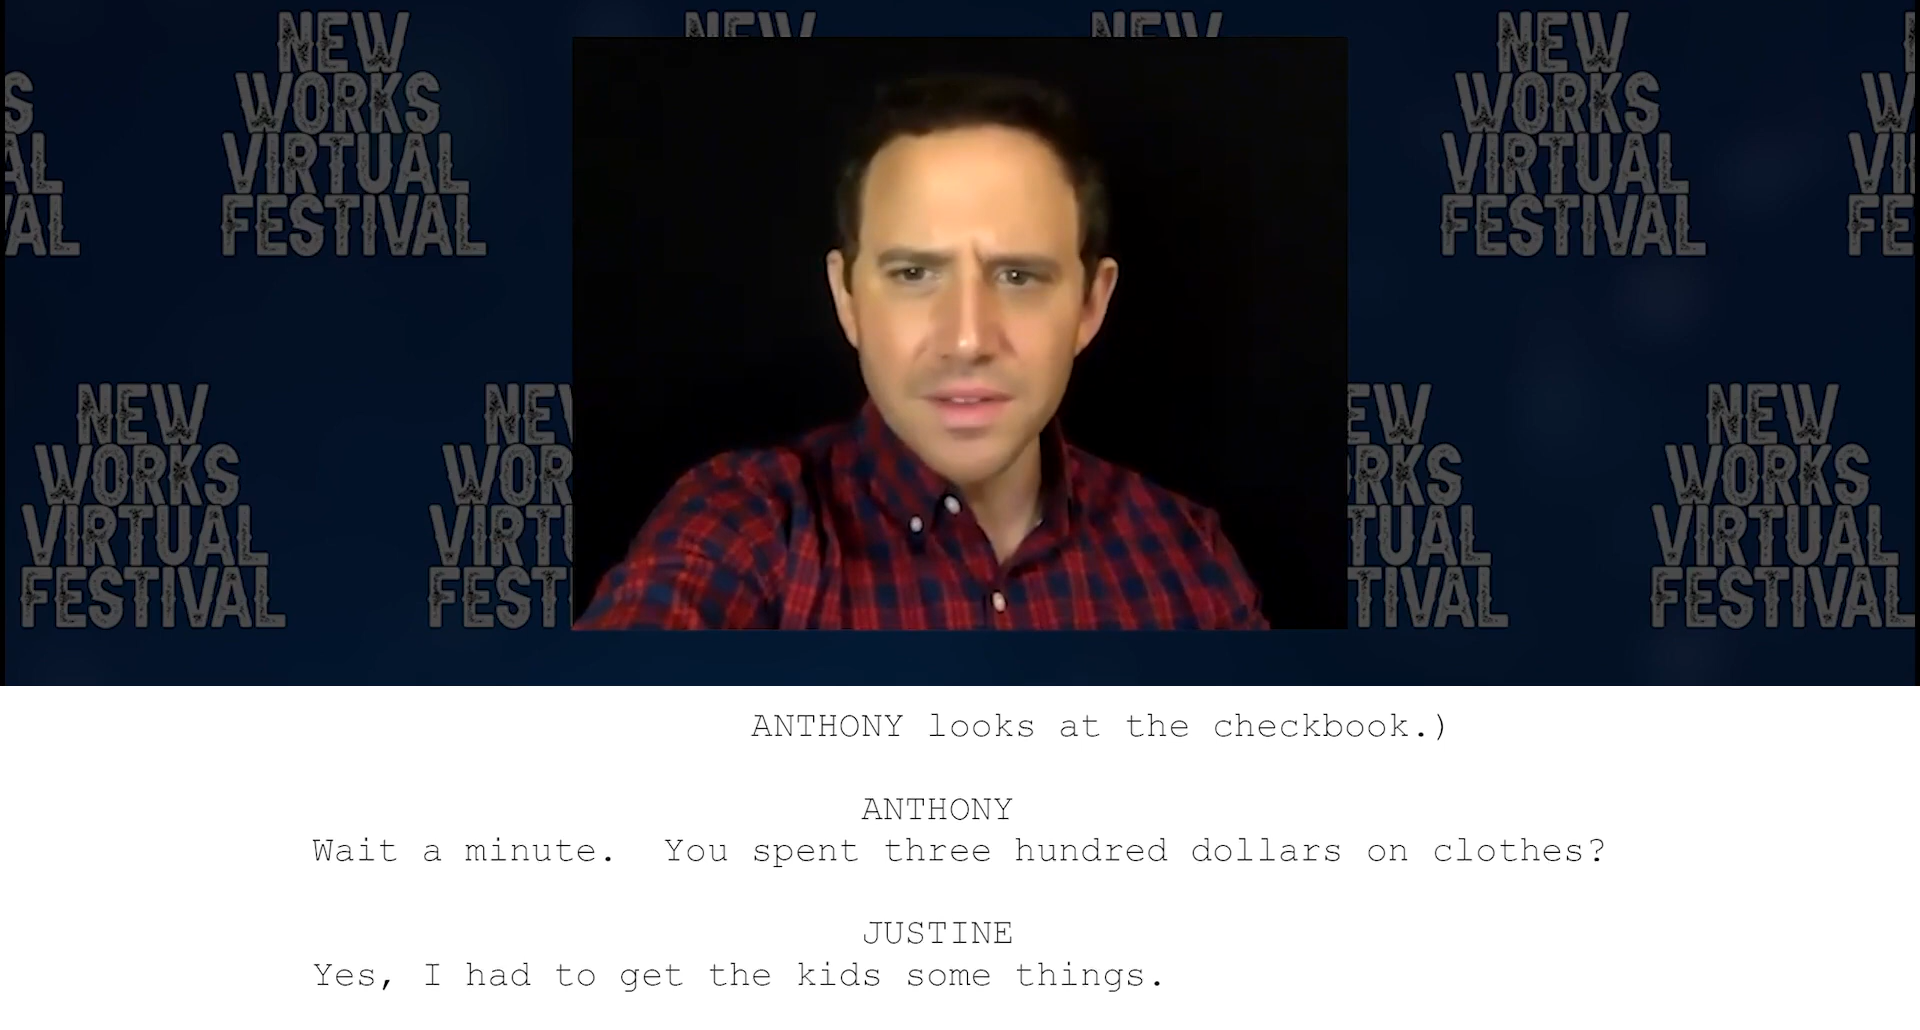 NEW
WORKS
VIRTUAL
FESTIVAL
NEW
NEW
NEW
WORKS
VIRTUAL
FESTIVAL
NEW
WORKS
VIRTUAL
FESTIVAL
NEW
WORKS
VIRTUAL
FESTIVAL
ANTHONY looks at the checkbook.)
ANTHONY
Wait a minute.  You spent three hundred dollars on clothes?
JUSTINE
Yes, I had to get the kids some things.